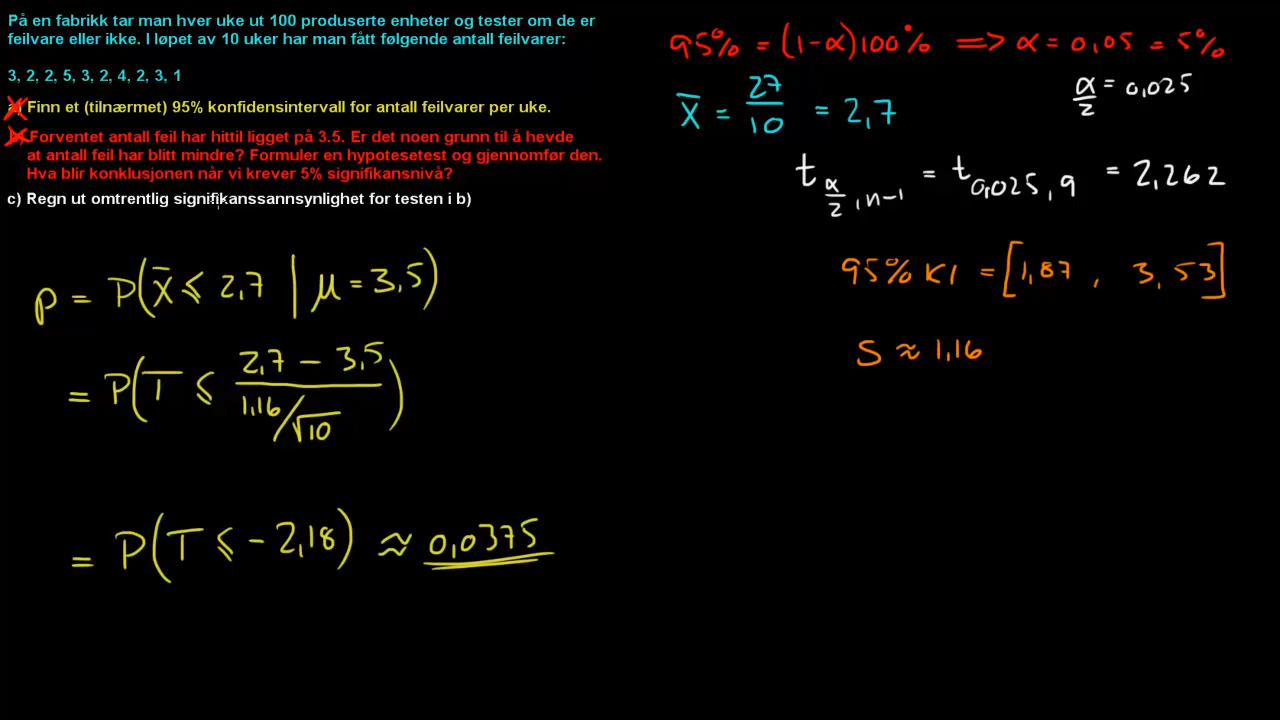 På en fabrikk tar man hver uke ut 100 produserte enheter og tester om de er
feilvare eller ikke. I løpet av 10 uker har man fått følgende antall feilvarer:
3, 2, 2, 5, 3, 2, 4, 2, 3, 1
a) Finn et (tilnærmet) 95% konfidensintervall for antall feilvarer per uke.
b) Forventet antall feil har hittil ligget på 3.5. Er det noen grunn til å hevde
at antall feil har blitt mindre? Formuler en hypotesetest og gjennomfør den.
Hva blir konklusjonen når vi krever 5% signifikansnivå?
c) Regn ut omtrentlig signifikanssannsynlighet for testen i b)
p = P(X̄ ⩽ 2,7 | μ = 3,5)
= P(T ⩽ (2,7 − 3,5)/(1,16/√10))
= P(T ⩽ −2,18) ≈ 0,0375
95% = (1−α)100% ⟹ α = 0,05 = 5%
X̄ = 27/10 = 2,7
α/2 = 0,025
t α/2, n−1 = t 0,025, 9 = 2,262
95% KI = [1,87 , 3,53]
S ≈ 1,16